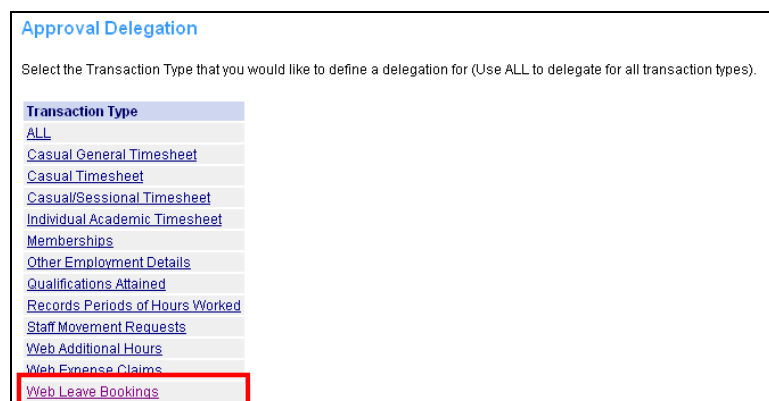 Approval Delegation
Select the Transaction Type that you would like to define a delegation for (Use ALL to delegate for all transaction types).
Transaction Type
ALL
Casual General Timesheet
Casual Timesheet
Casual/Sessional Timesheet
Individual Academic Timesheet
Memberships
Other Employment Details
Qualifications Attained
Records Periods of Hours Worked
Staff Movement Requests
Web Additional Hours
Web Expense Claims
Web Leave Bookings